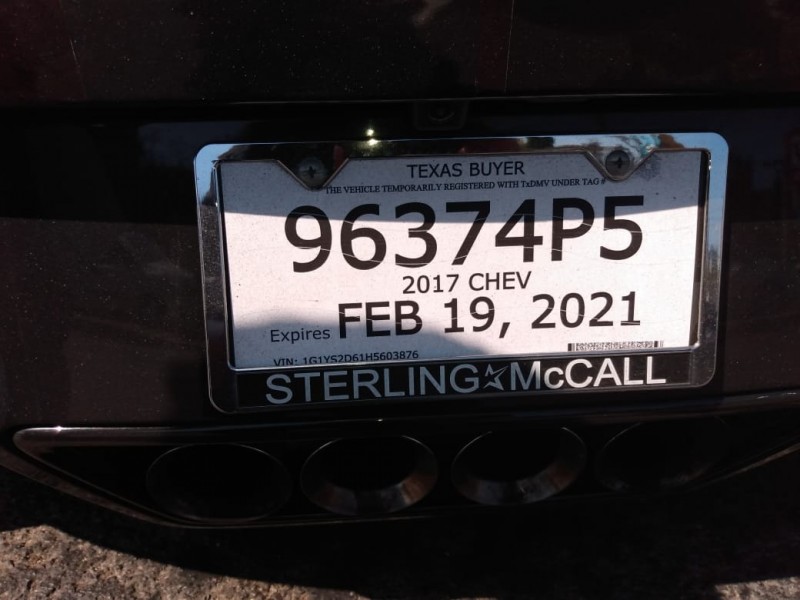 TEXAS BUYER
THE VEHICLE TEMPORARILY REGISTERED WITH TxDMV UNDER TAG #
96374P5
2017 CHEV
Expires FEB 19, 2021
VIN: 1G1YS2D61H5603876
STERLING McCALL